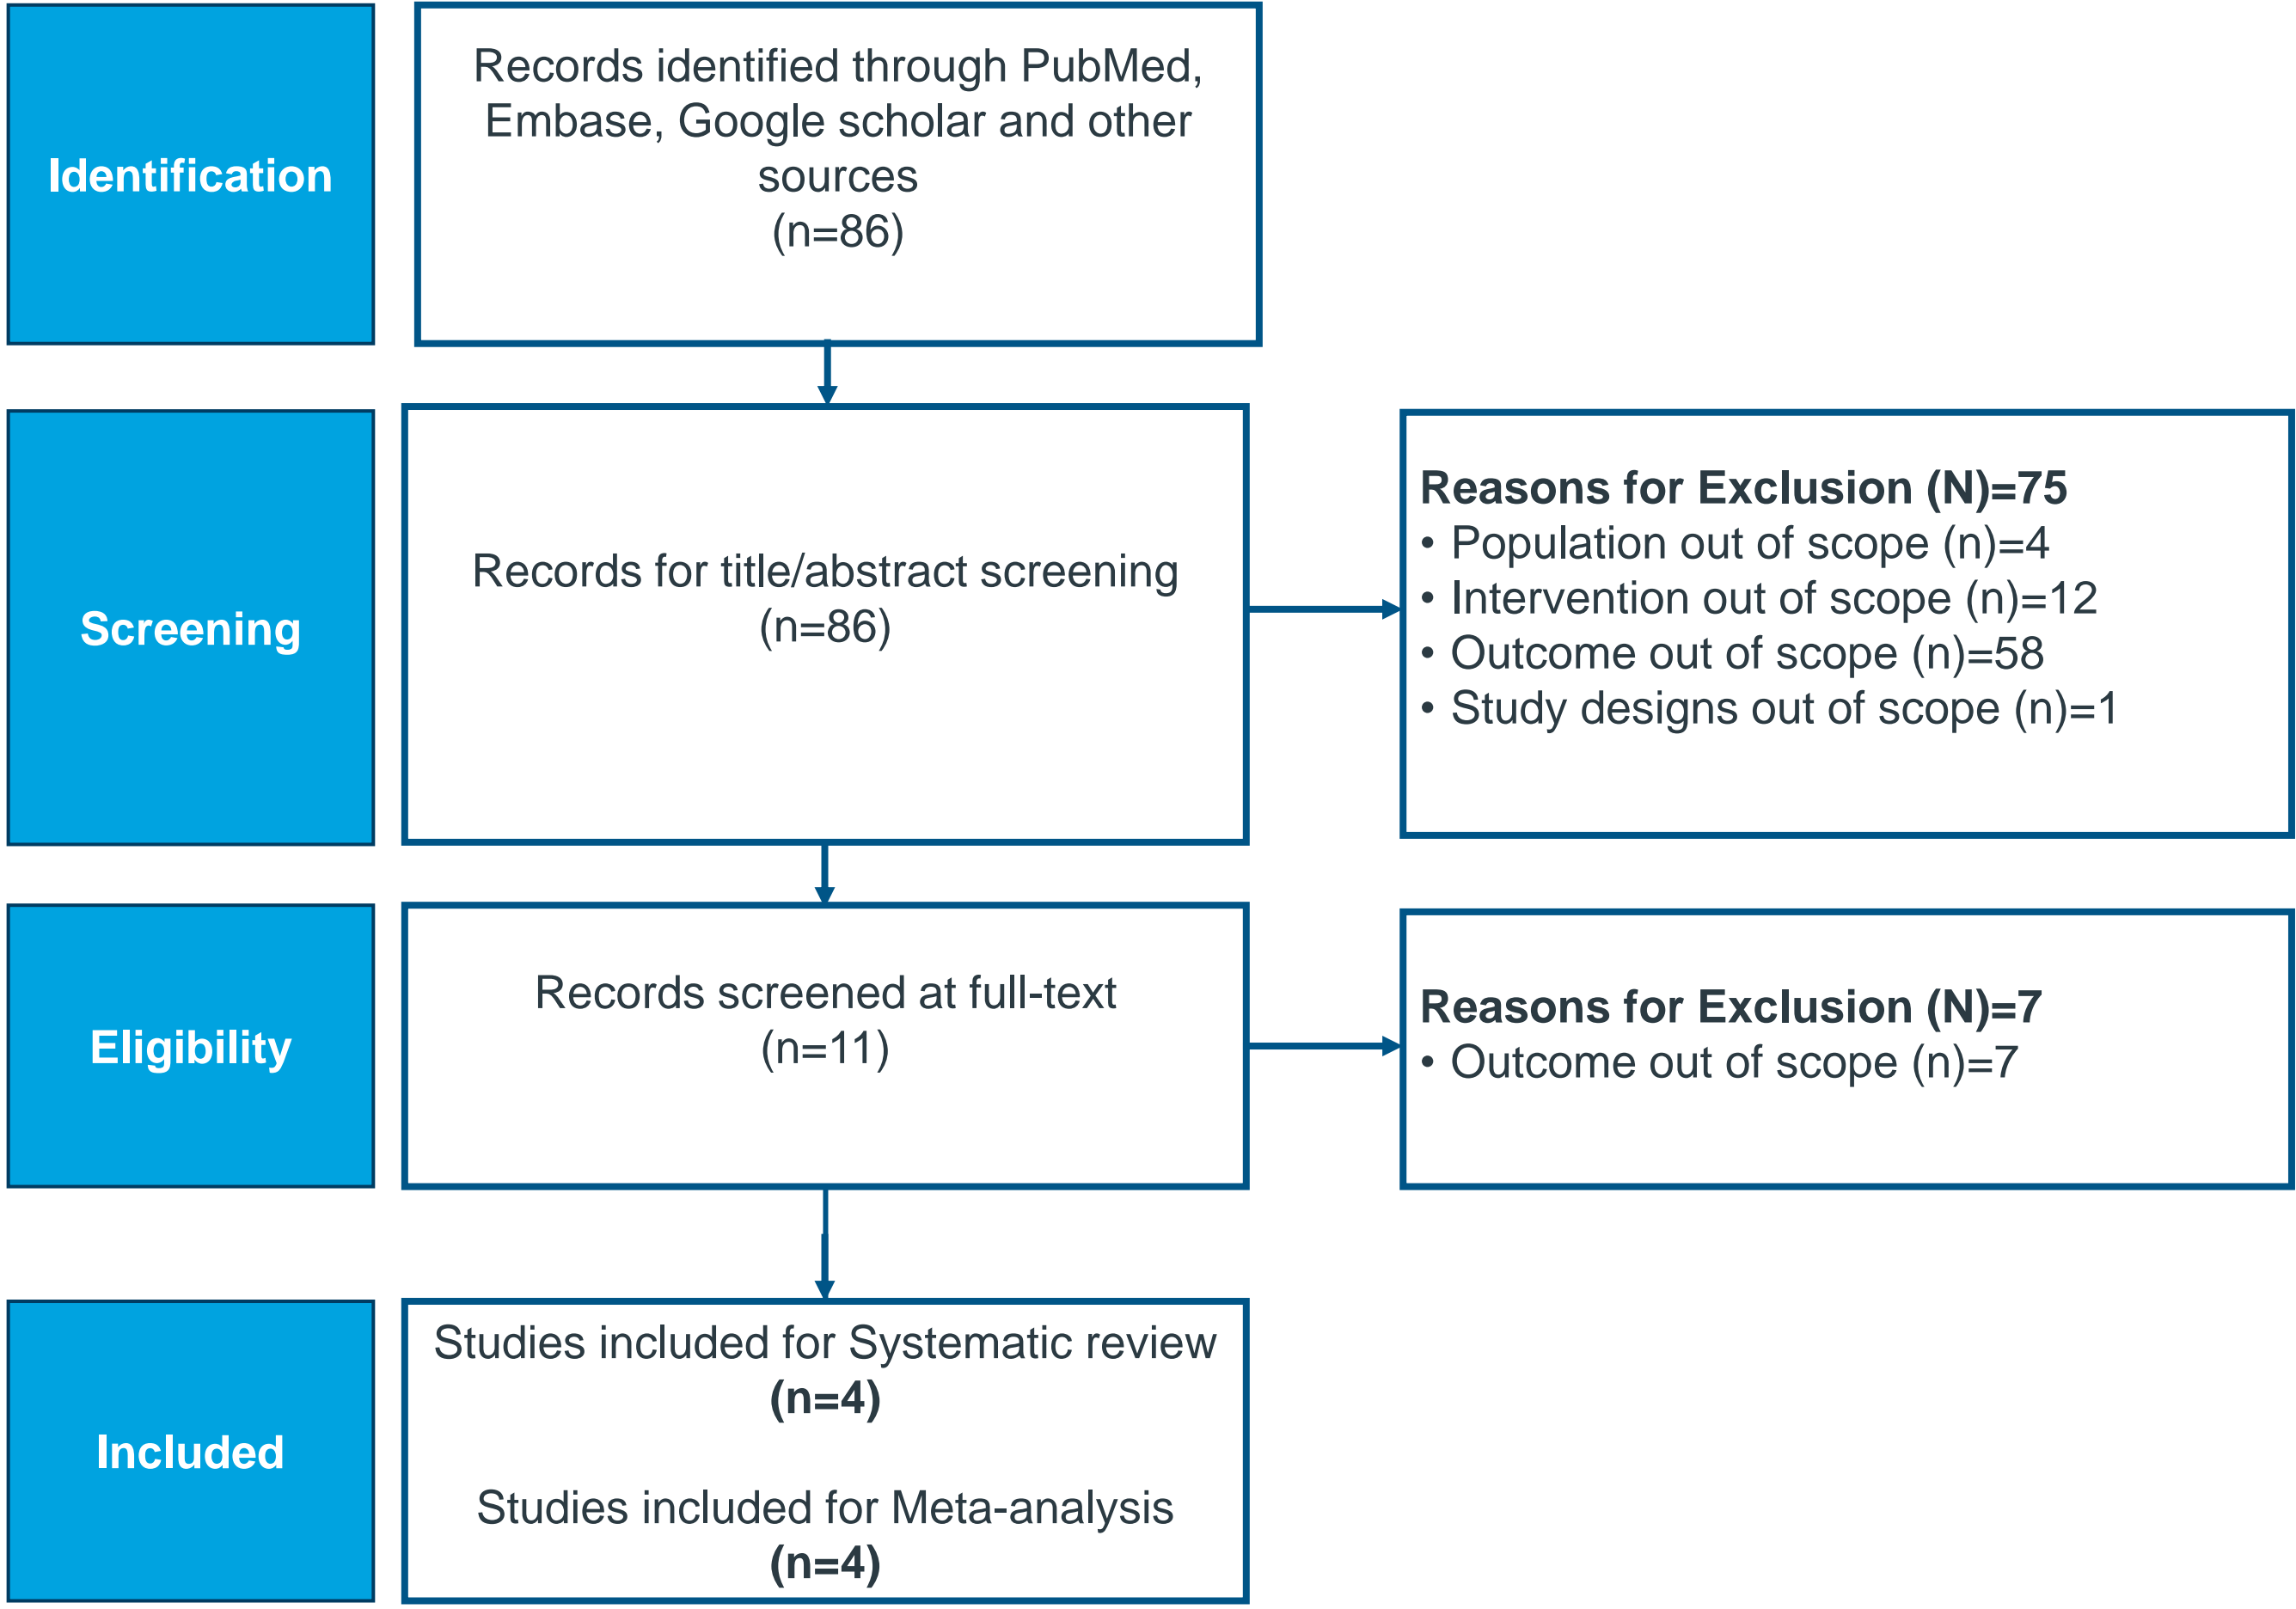 Identification
Records identified through PubMed,
Embase, Google scholar and other
sources
(n=86)
Screening
Records for title/abstract screening
(n=86)
Reasons for Exclusion (N)=75
• Population out of scope (n)=4
• Intervention out of scope (n)=12
• Outcome out of scope (n)=58
• Study designs out of scope (n)=1
Eligibility
Records screened at full-text
(n=11)
Reasons for Exclusion (N)=7
• Outcome out of scope (n)=7
Included
Studies included for Systematic review
(n=4)
Studies included for Meta-analysis
(n=4)